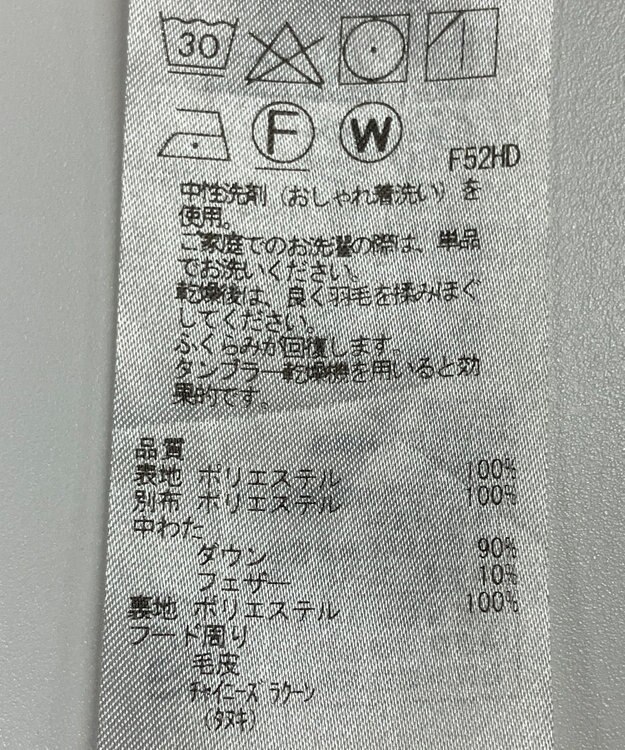 30
F W
F52HD
中性洗剤（おしゃれ着洗い）を
使用。
ご家庭でのお洗濯の際は、単品
でお洗いください。
乾燥後は、良く羽毛を揉みほぐ
してください。
ふくらみが回復します。
タンブラー乾燥機を用いると効
果的です。
品質
表地 ポリエステル 100%
別布 ポリエステル 100%
中わた
ダウン 90%
フェザー 10%
裏地 ポリエステル 100%
フード周り
毛皮
ﾁｬｲﾆｰｽﾞﾗｸｰﾝ
(ﾀﾇｷ)